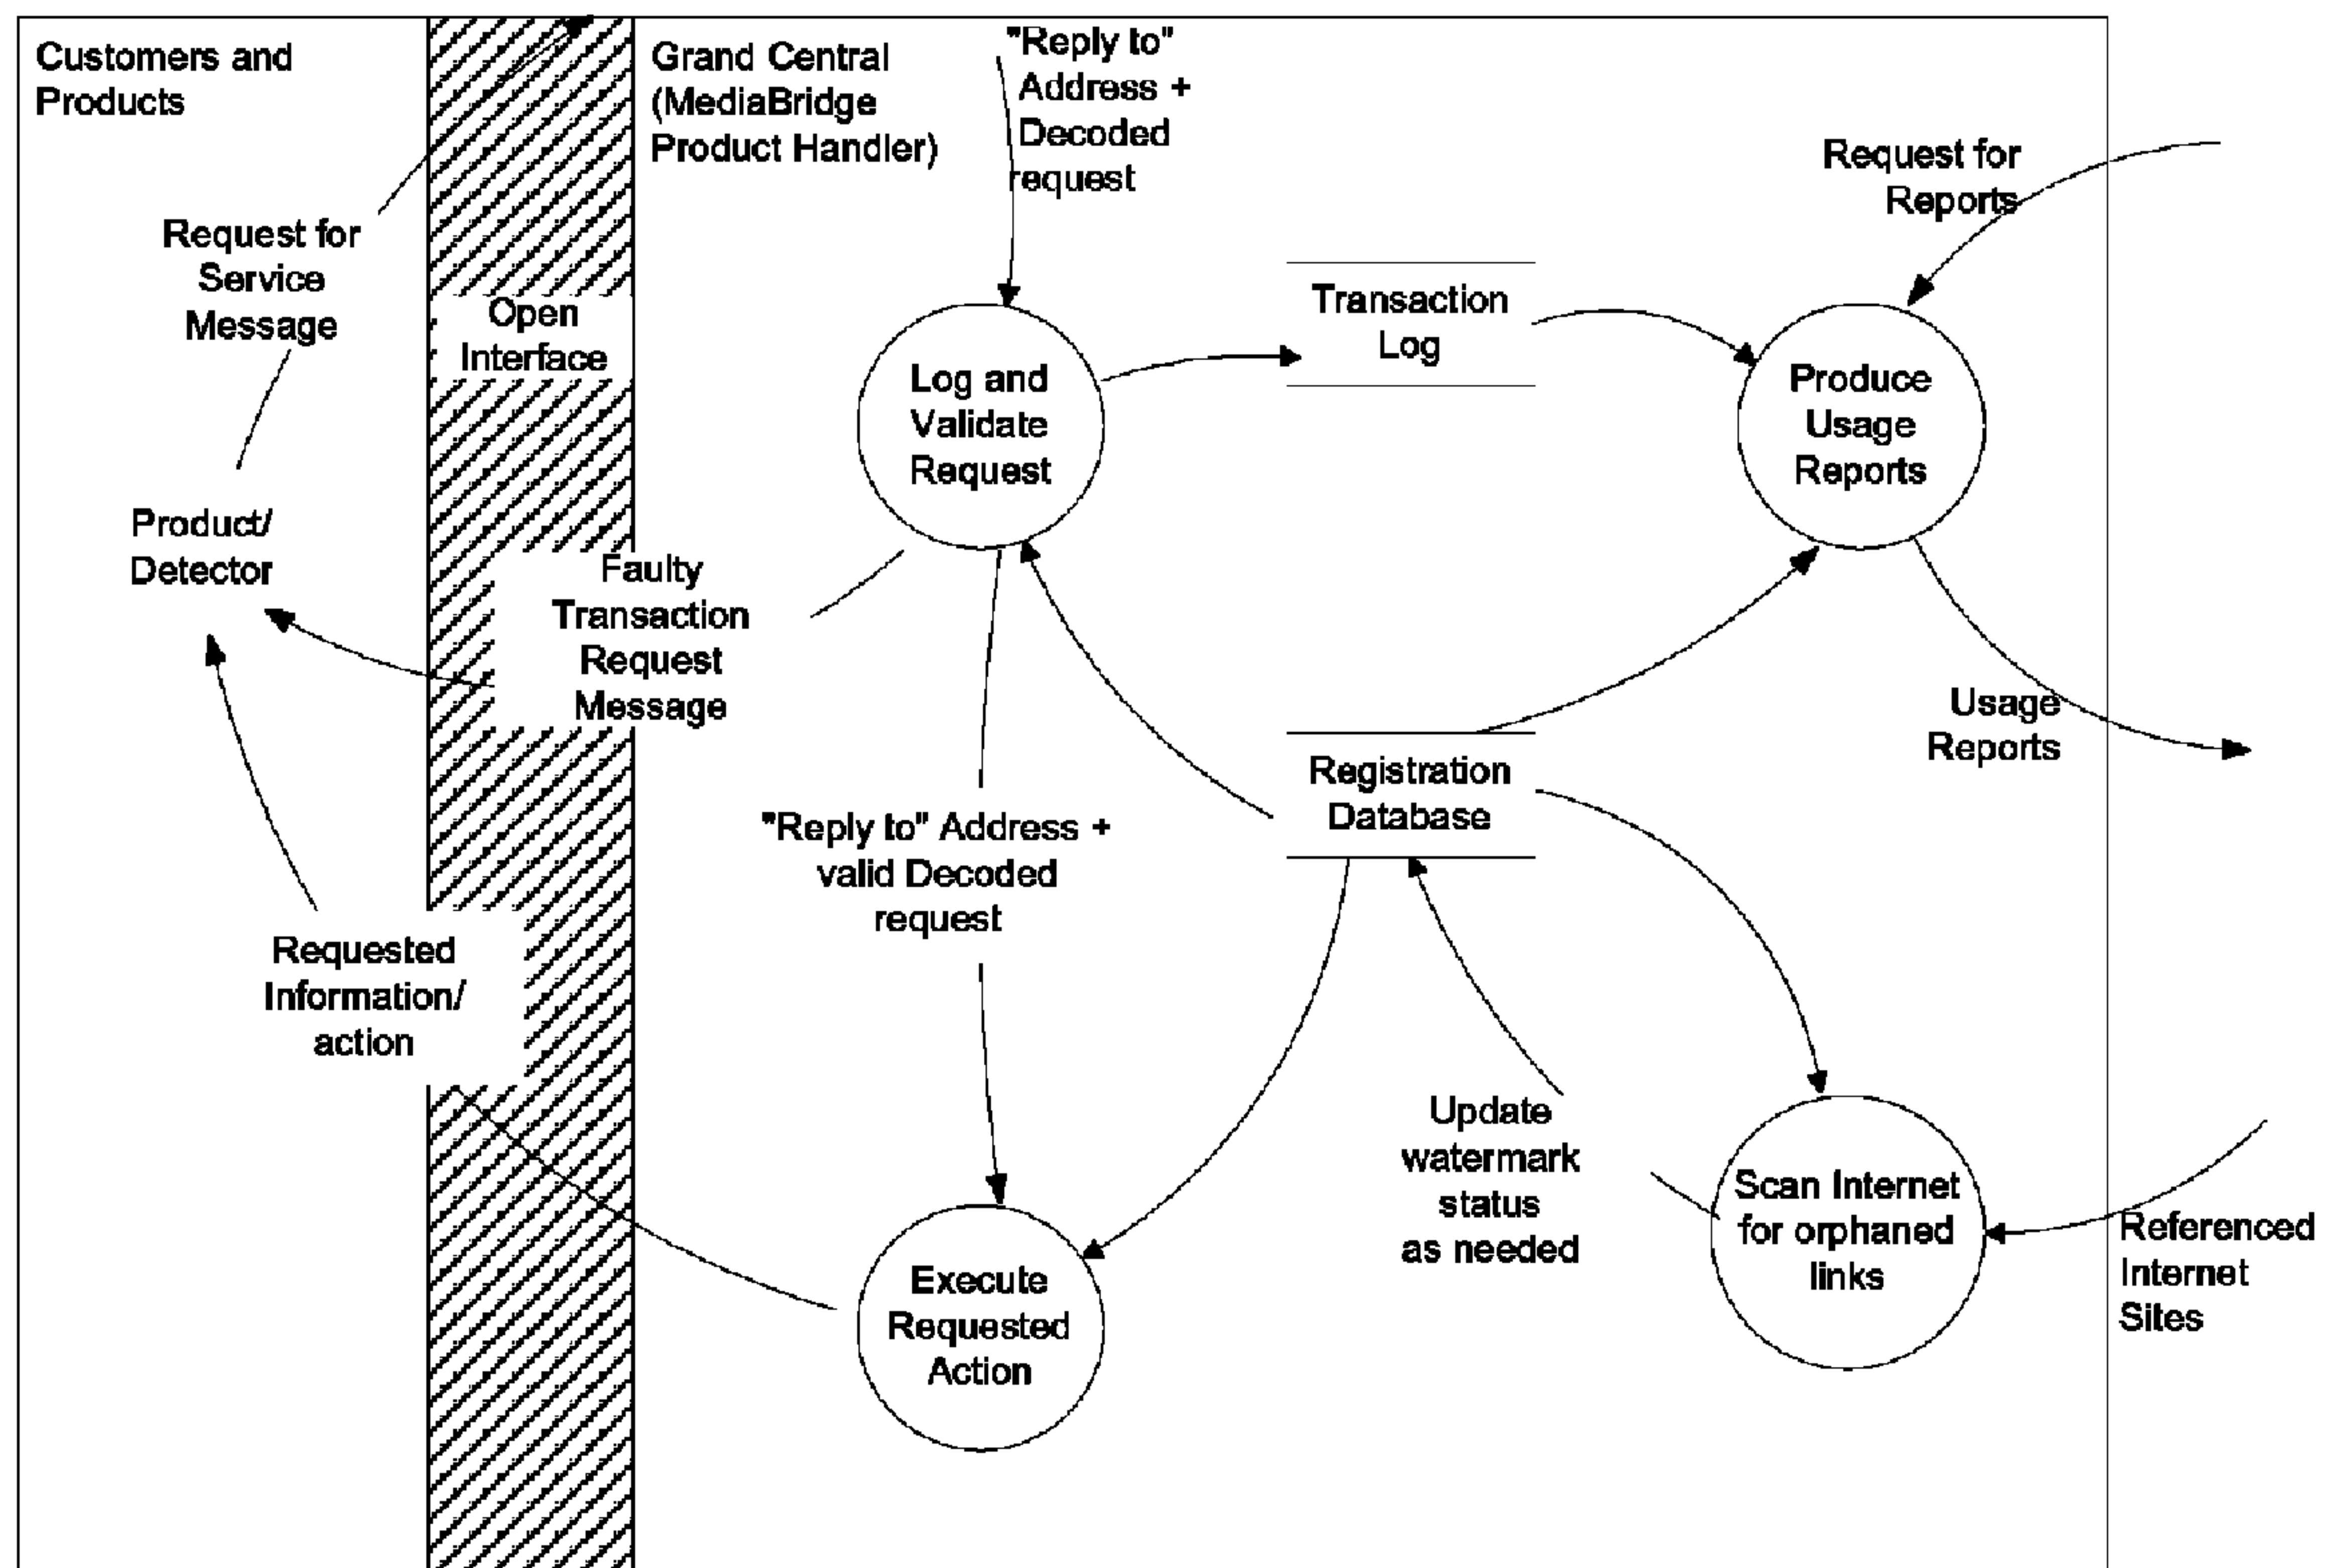 Customers and
Products
Grand Central
(MediaBridge
Product Handler)
"Reply to"
Address +
Decoded
request
Request for
Reports
Request for
Service
Message
Open
Interface
Transaction
Log
Log and
Validate
Request
Produce
Usage
Reports
Product/
Detector
Faulty
Transaction
Request
Message
Usage
Reports
Registration
Database
"Reply to" Address +
valid Decoded
request
Requested
Information/
action
Update
watermark
status
as needed
Scan Internet
for orphaned
links
Referenced
Internet
Sites
Execute
Requested
Action